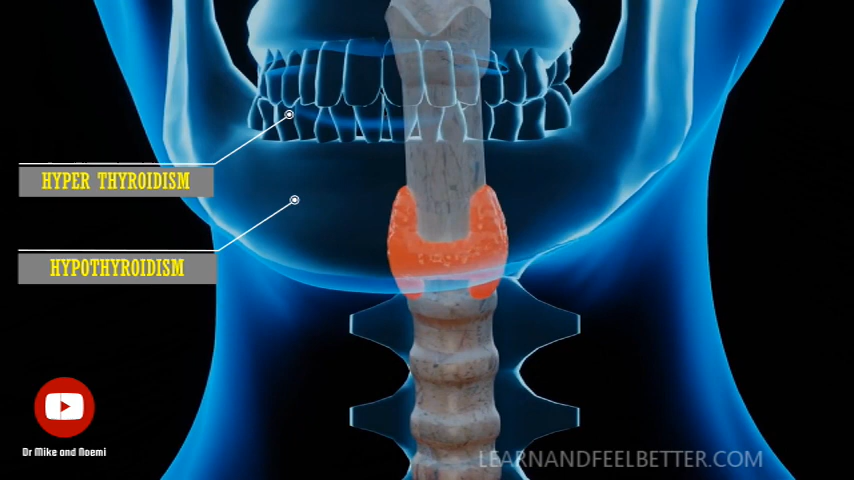 HYPER THYROIDISM
HYPOTHYROIDISM
Dr Mike and Noemi
LEARNANDFEELBETTER.COM